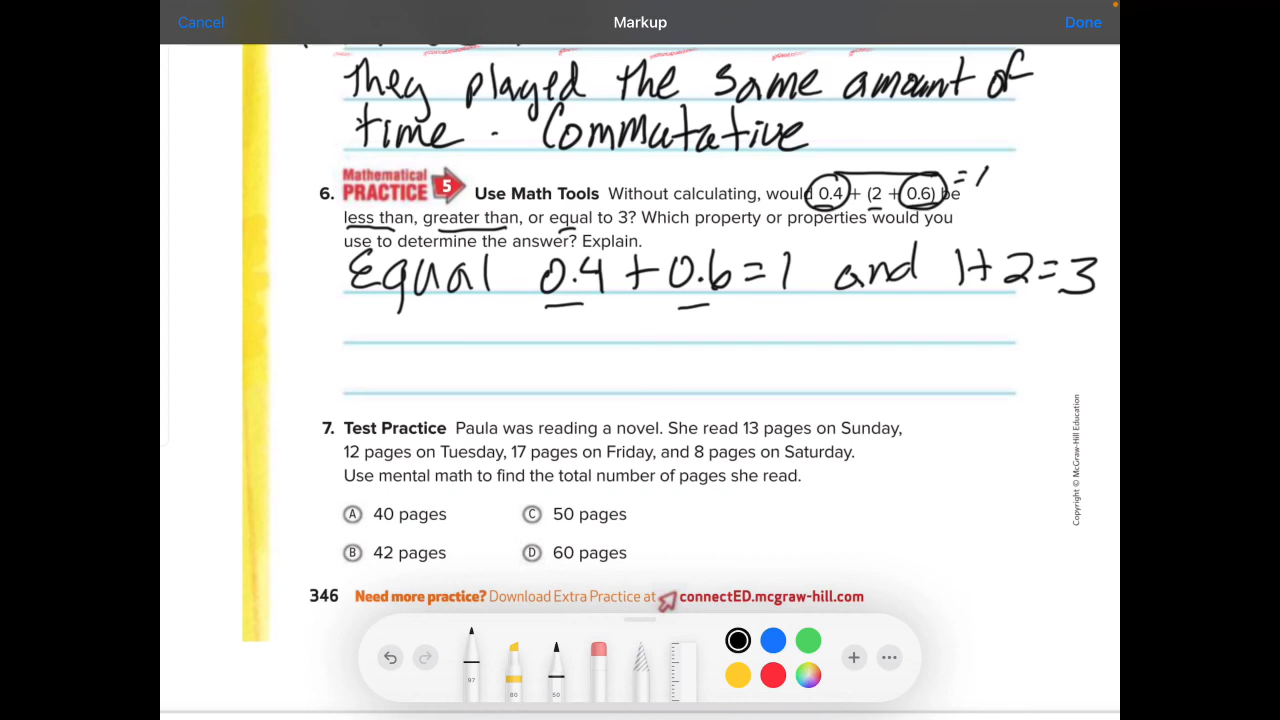 Cancel
Markup
Done
They played the same amount of
time. Commutative
Mathematical
6. PRACTICE 5 Use Math Tools Without calculating, would 0.4 + (2 + 0.6) be =1
less than, greater than, or equal to 3? Which property or properties would you
use to determine the answer? Explain.
Equal 0.4 + 0.6 = 1 and 1+2=3
7. Test Practice Paula was reading a novel. She read 13 pages on Sunday,
12 pages on Tuesday, 17 pages on Friday, and 8 pages on Saturday.
Use mental math to find the total number of pages she read.
A 40 pages
C 50 pages
B 42 pages
D 60 pages
Copyright © McGraw-Hill Education
346 Need more practice? Download Extra Practice at connectED.mcgraw-hill.com
97
80
50